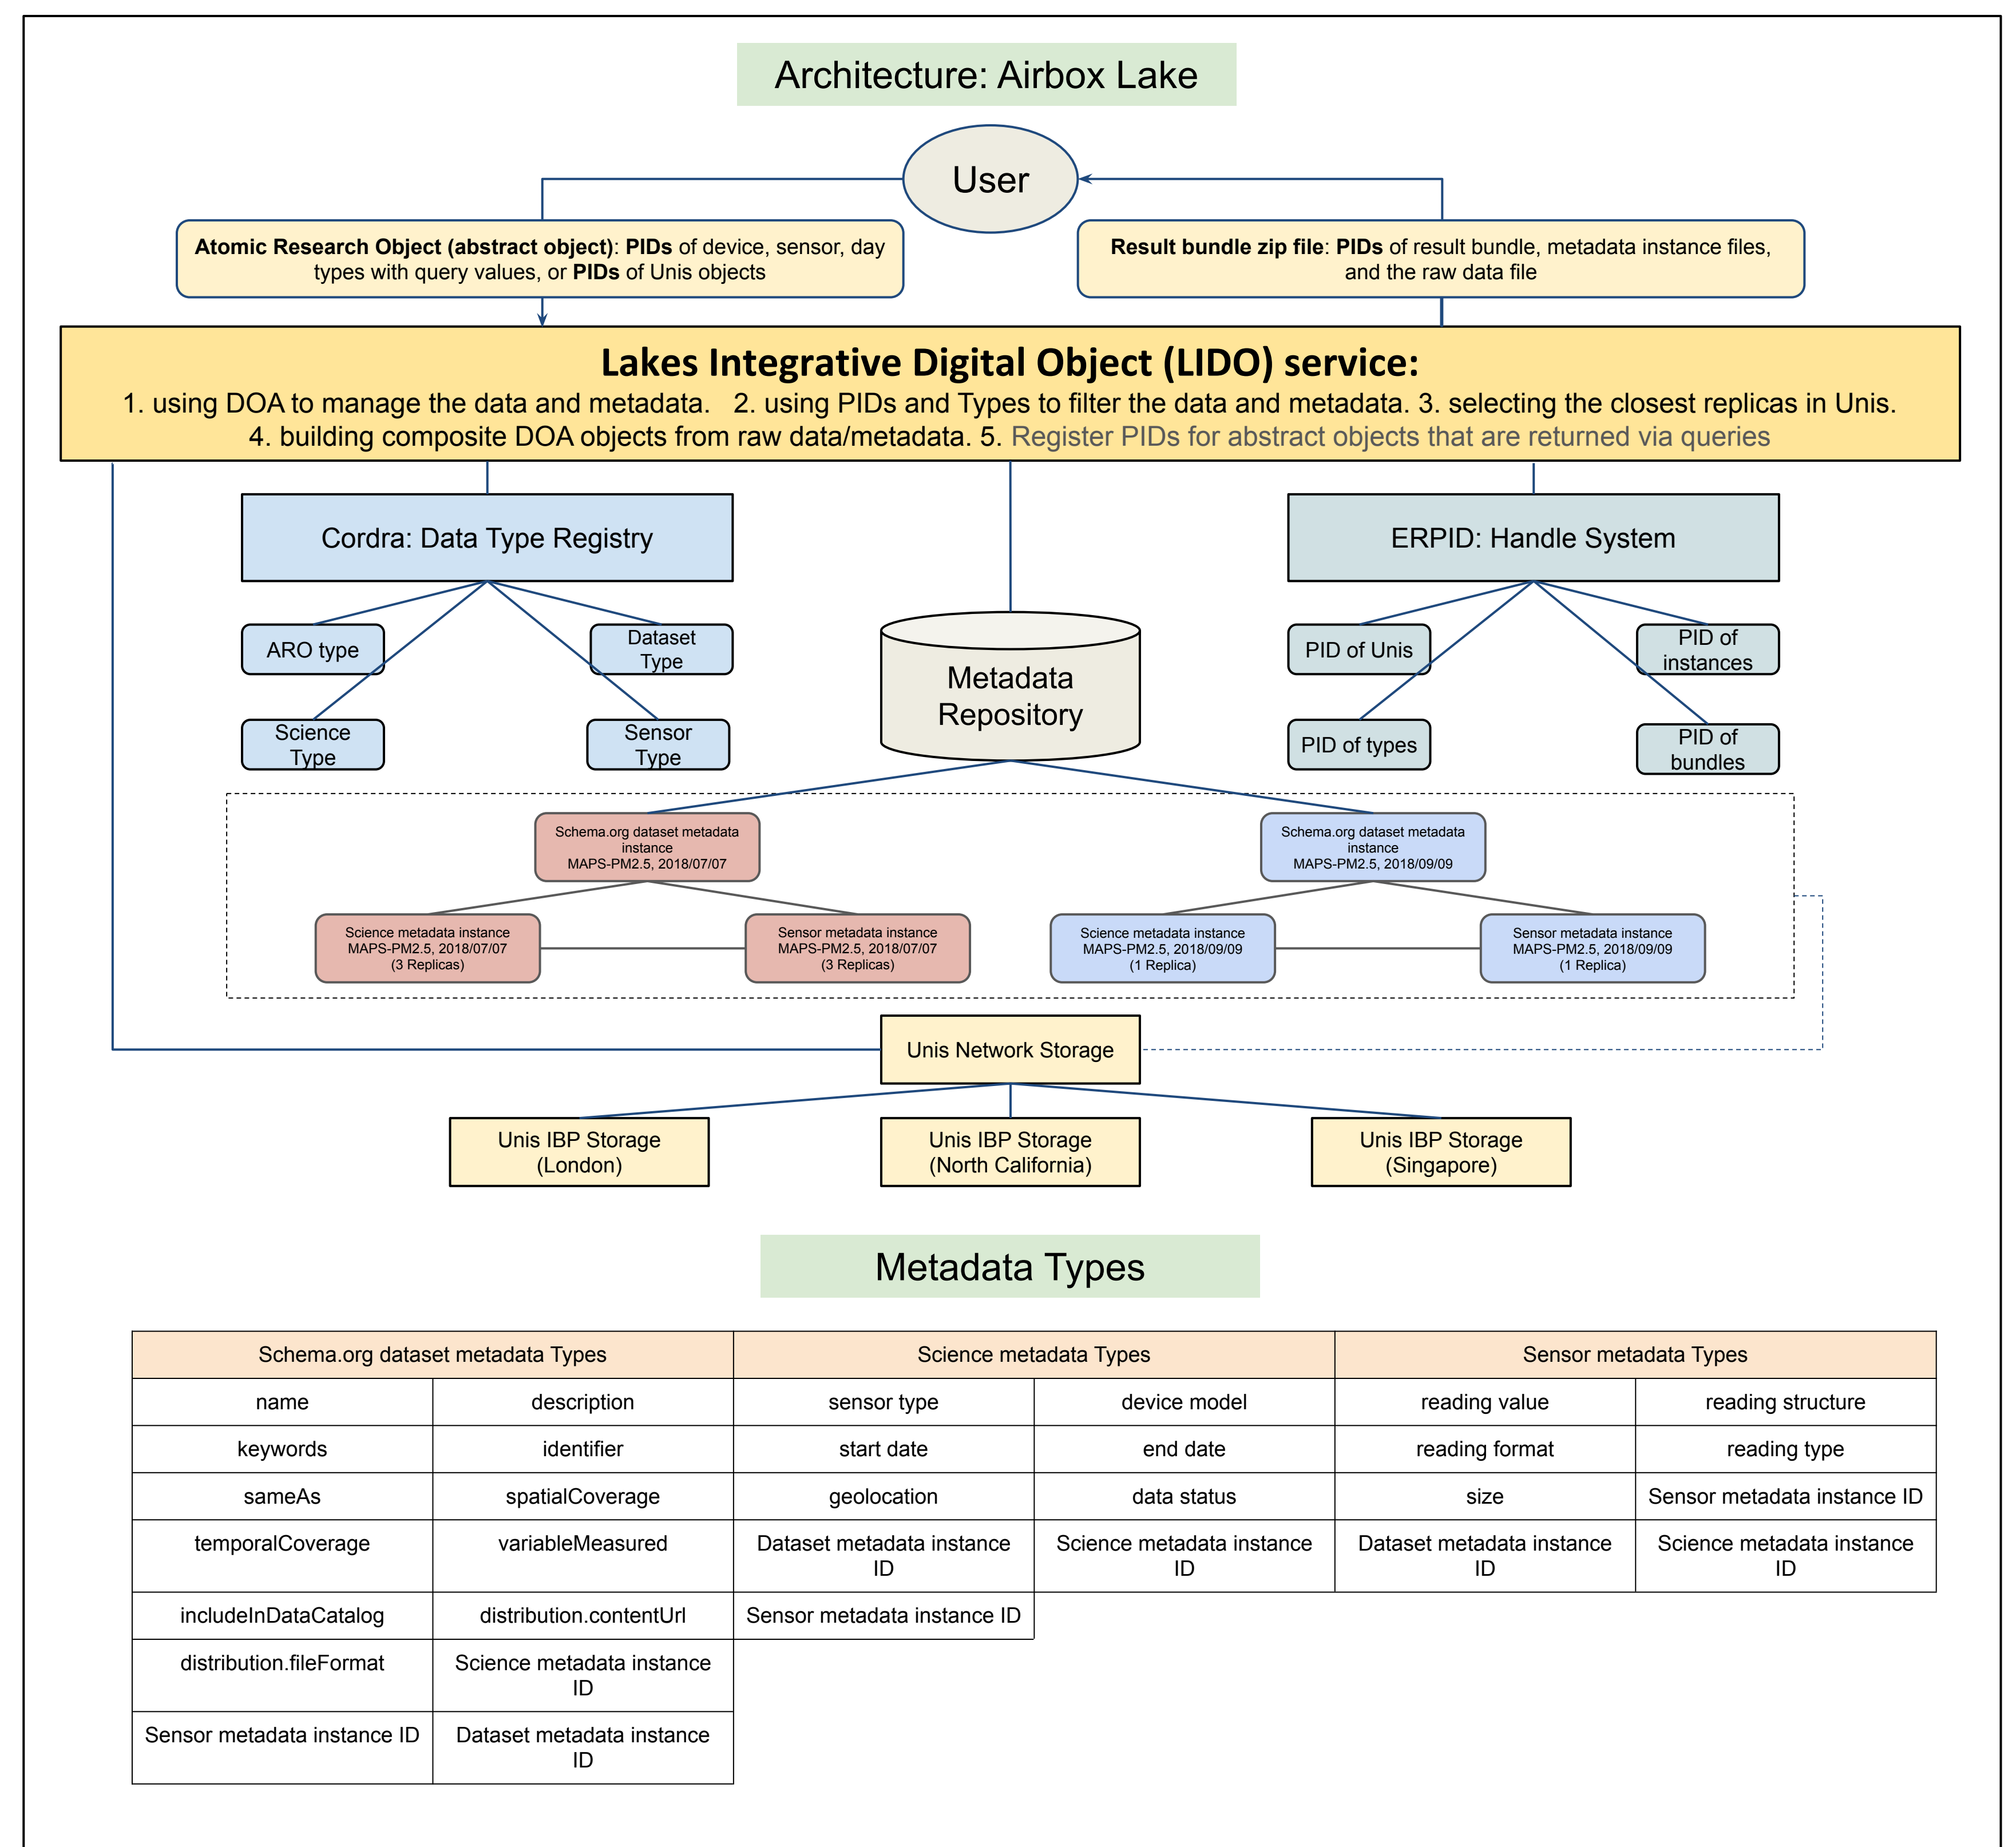 Architecture: Airbox Lake
User
Atomic Research Object (abstract object): PIDs of device, sensor, day
types with query values, or PIDs of Unis objects
Result bundle zip file: PIDs of result bundle, metadata instance files,
and the raw data file
Lakes Integrative Digital Object (LIDO) service:
1. using DOA to manage the data and metadata. 2. using PIDs and Types to filter the data and metadata. 3. selecting the closest replicas in Unis.
4. building composite DOA objects from raw data/metadata. 5. Register PIDs for abstract objects that are returned via queries
Cordra: Data Type Registry
ERPID: Handle System
ARO type
Dataset
Type
Science
Type
Sensor
Type
Metadata
Repository
PID of Unis
PID of
instances
PID of types
PID of
bundles
Schema.org dataset metadata
instance
MAPS-PM2.5, 2018/07/07
Schema.org dataset metadata
instance
MAPS-PM2.5, 2018/09/09
Science metadata instance
MAPS-PM2.5, 2018/07/07
(3 Replicas)
Sensor metadata instance
MAPS-PM2.5, 2018/07/07
(3 Replicas)
Science metadata instance
MAPS-PM2.5, 2018/09/09
(1 Replica)
Sensor metadata instance
MAPS-PM2.5, 2018/09/09
(1 Replica)
Unis Network Storage
Unis IBP Storage
(London)
Unis IBP Storage
(North California)
Unis IBP Storage
(Singapore)
Metadata Types
Schema.org dataset metadata Types
Science metadata Types
Sensor metadata Types
name
description
sensor type
device model
reading value
reading structure
keywords
identifier
start date
end date
reading format
reading type
sameAs
spatialCoverage
geolocation
data status
size
Sensor metadata instance ID
temporalCoverage
variableMeasured
Dataset metadata instance
ID
Science metadata instance
ID
Dataset metadata instance
ID
Science metadata instance
ID
includeInDataCatalog
distribution.contentUrl
Sensor metadata instance ID
distribution.fileFormat
Science metadata instance
ID
Sensor metadata instance ID
Dataset metadata instance
ID